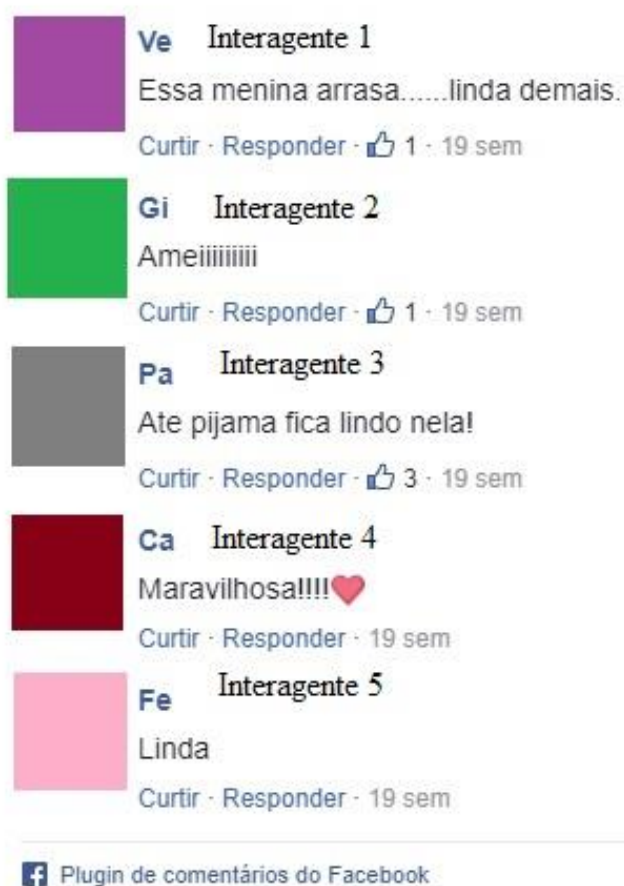 Ve Interagente 1
Essa menina arrasa......linda demais.
Curtir · Responder · 1 · 19 sem
Gi Interagente 2
Ameiiiiiiiiii
Curtir · Responder · 1 · 19 sem
Pa Interagente 3
Ate pijama fica lindo nela!
Curtir · Responder · 3 · 19 sem
Ca Interagente 4
Maravilhosa!!!!❤
Curtir · Responder · 19 sem
Fe Interagente 5
Linda
Curtir · Responder · 19 sem
Plugin de comentários do Facebook